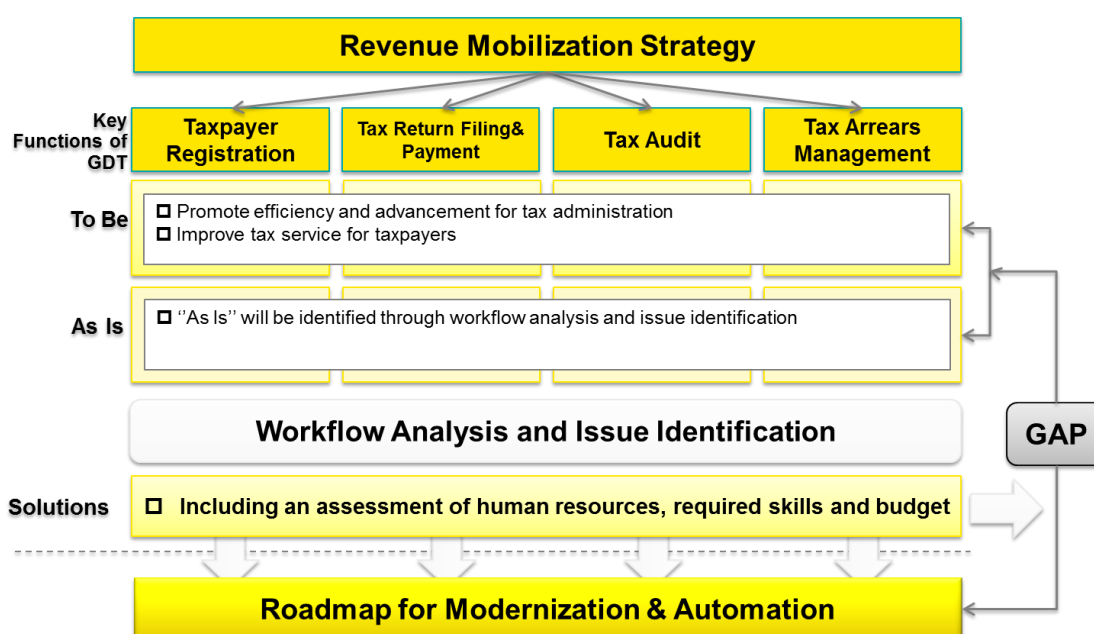 Revenue Mobilization Strategy
Key
Functions of
GDT
Taxpayer
Registration
Tax Return Filing&
Payment
Tax Audit
Tax Arrears
Management
To Be
Promote efficiency and advancement for tax administration
Improve tax service for taxpayers
As Is
‘’As Is’’ will be identified through workflow analysis and issue identification
Workflow Analysis and Issue Identification
GAP
Solutions
Including an assessment of human resources, required skills and budget
Roadmap for Modernization & Automation